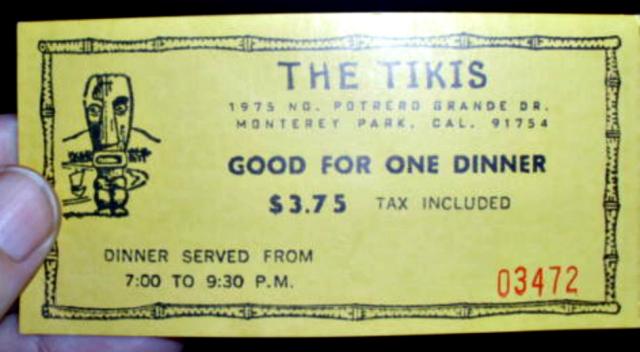 THE TIKIS
1975 NO. POTRERO GRANDE DR.
MONTEREY PARK, CAL. 91754
GOOD FOR ONE DINNER
$3.75 TAX INCLUDED
DINNER SERVED FROM
7:00 TO 9:30 P.M.
03472